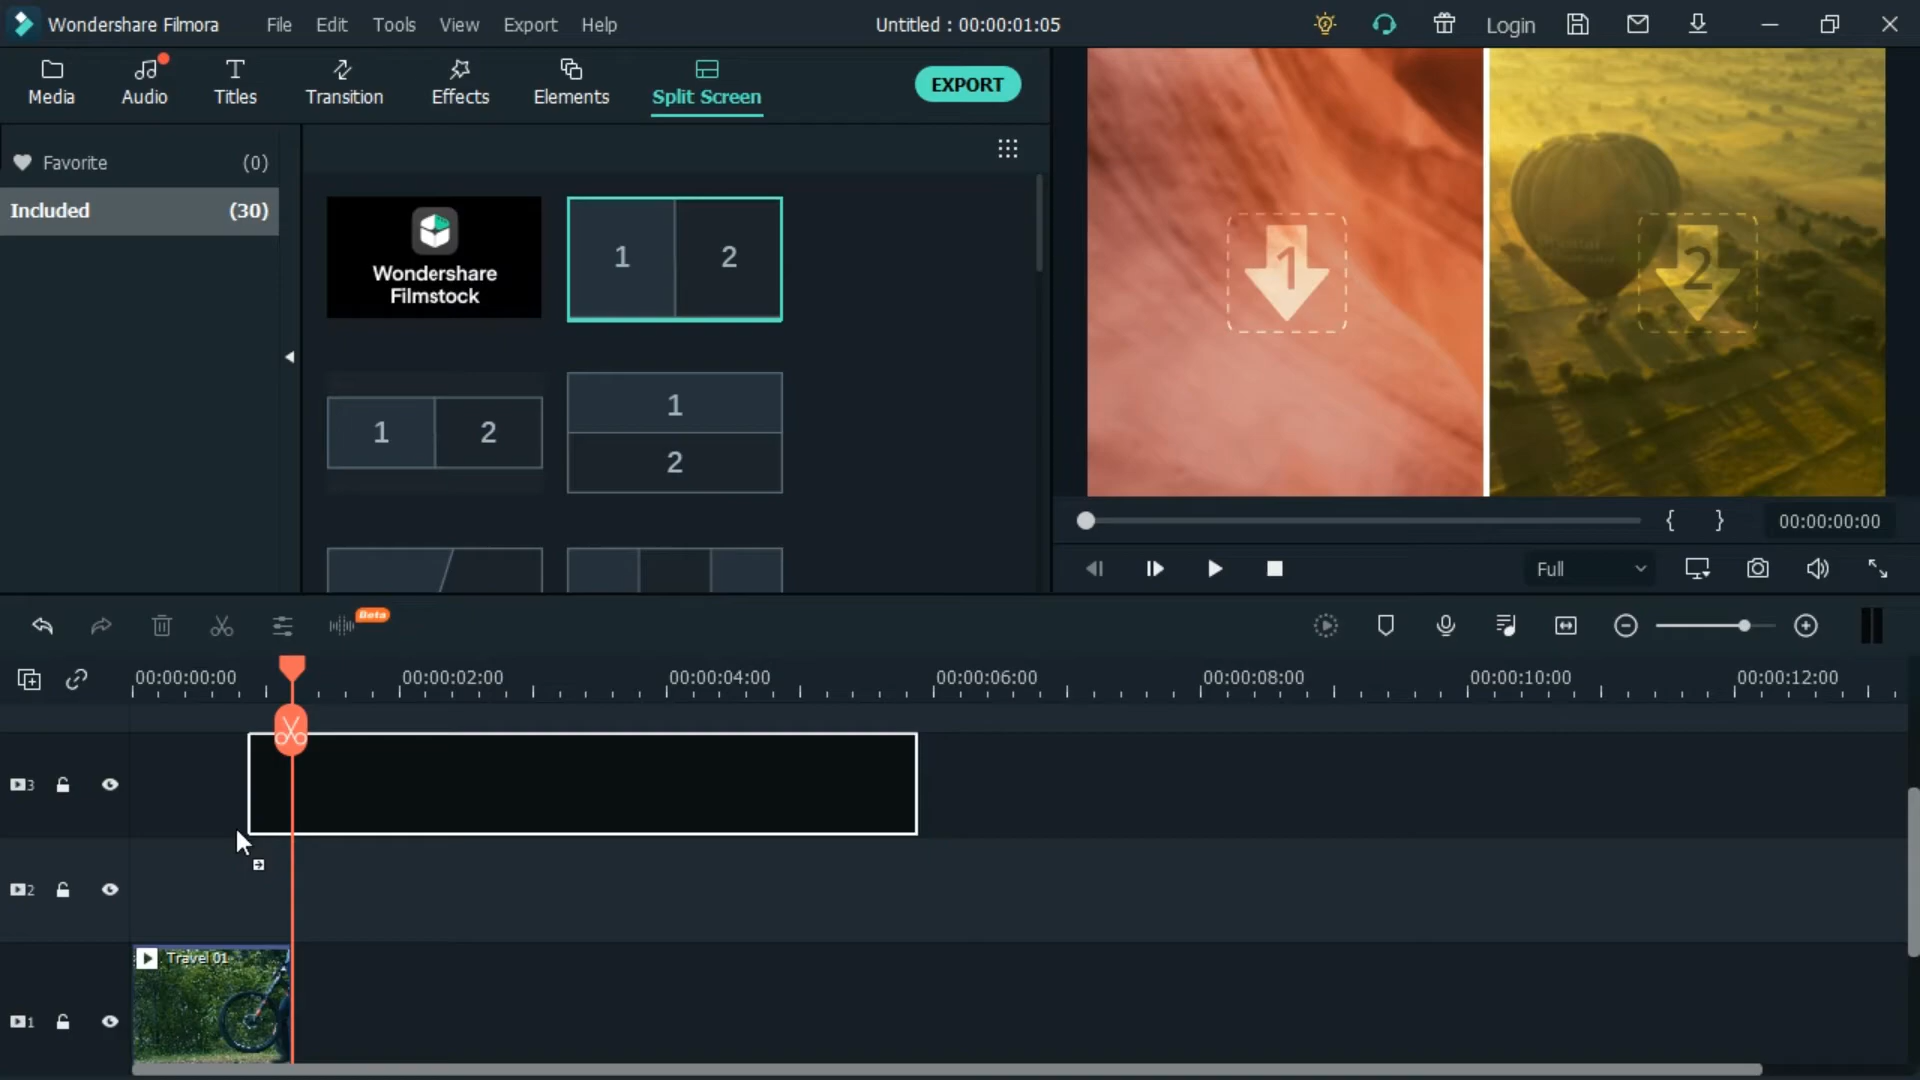 Wondershare Filmora File Edit Tools View Export Help Untitled : 00:00:01:05 Login
Media Audio Titles Transition Effects Elements Split Screen EXPORT
Favorite (0)
Included (30)
Wondershare
Filmstock
1 2
1 2
1
2
1 2
00:00:00:00
Full
Beta
00:00:00:00 00:00:02:00 00:00:04:00 00:00:06:00 00:00:08:00 00:00:10:00 00:00:12:00
3
2
Travel 01
1